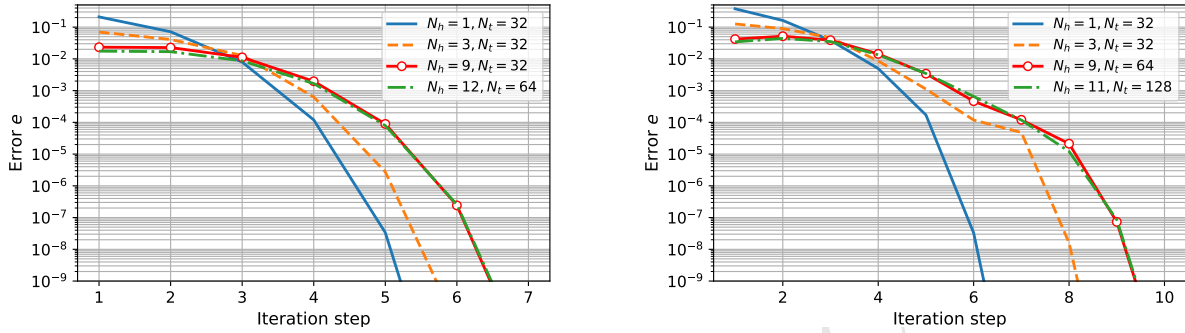 Error e
10⁻¹
10⁻²
10⁻³
10⁻⁴
10⁻⁵
10⁻⁶
10⁻⁷
10⁻⁸
10⁻⁹
1 2 3 4 5 6 7
Iteration step
N_h = 1, N_t = 32
N_h = 3, N_t = 32
N_h = 9, N_t = 32
N_h = 12, N_t = 64
Error e
10⁻¹
10⁻²
10⁻³
10⁻⁴
10⁻⁵
10⁻⁶
10⁻⁷
10⁻⁸
10⁻⁹
2 4 6 8 10
Iteration step
N_h = 1, N_t = 32
N_h = 3, N_t = 32
N_h = 9, N_t = 64
N_h = 11, N_t = 128